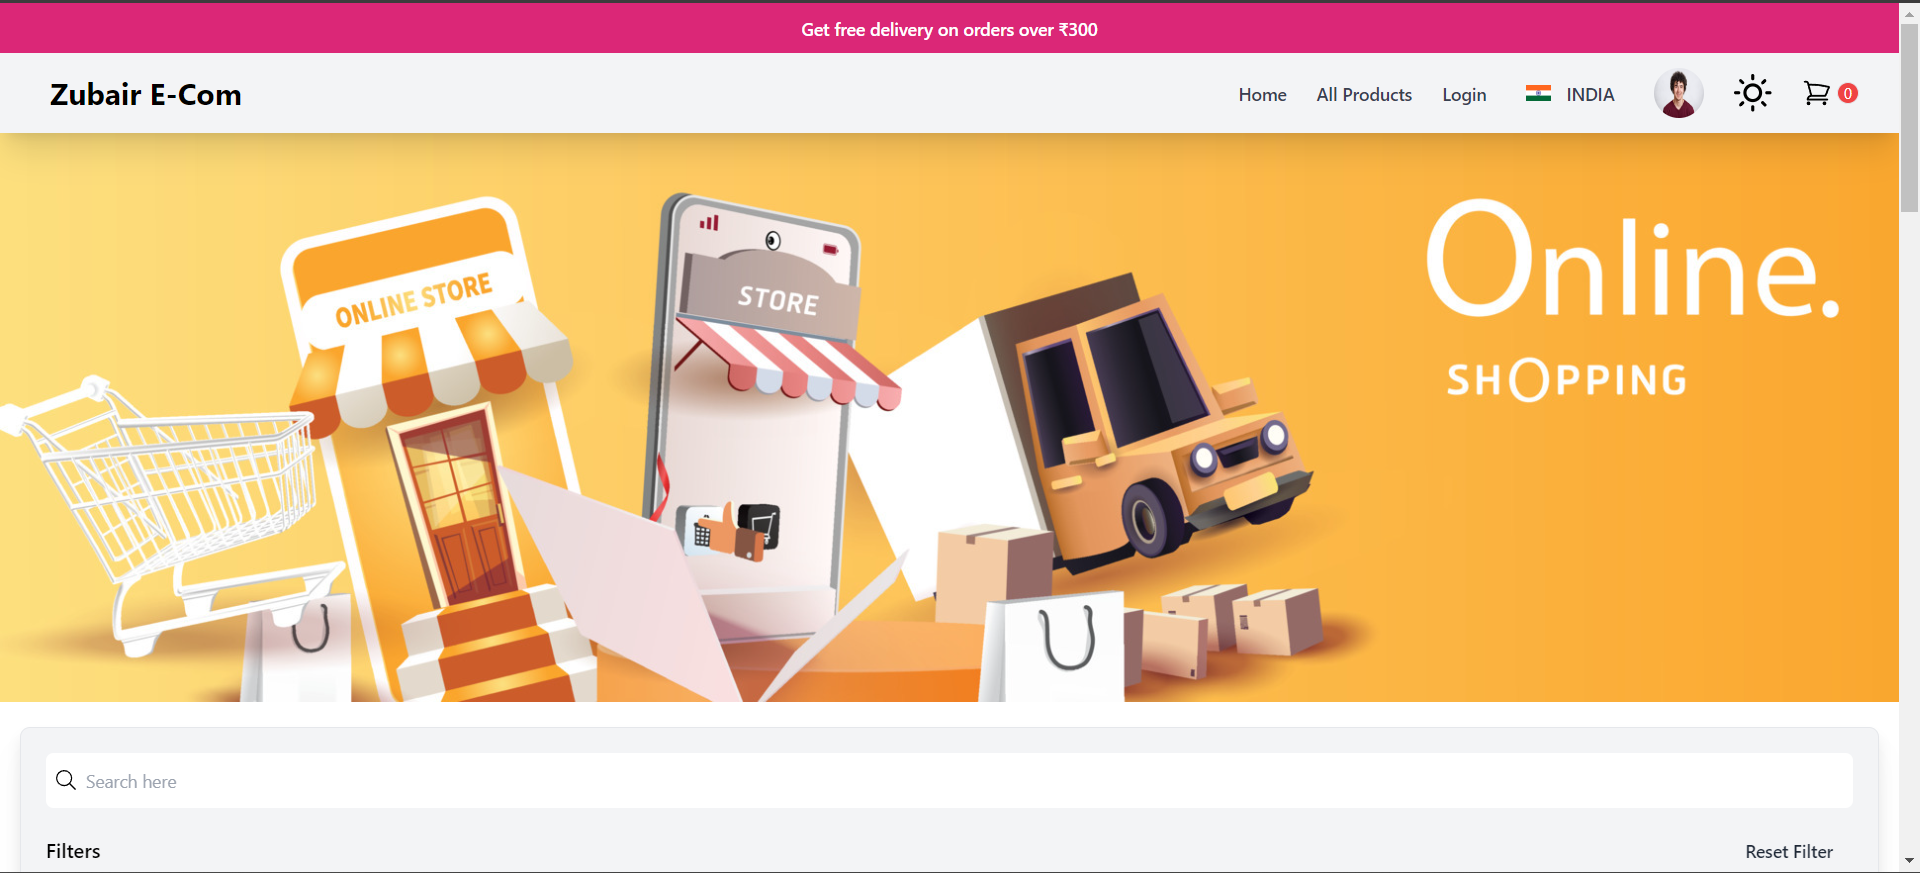 Get free delivery on orders over ₹300
Zubair E-Com
Home All Products Login INDIA 0
ONLINE STORE
STORE
Online.
SHOPPING
Search here
Filters Reset Filter